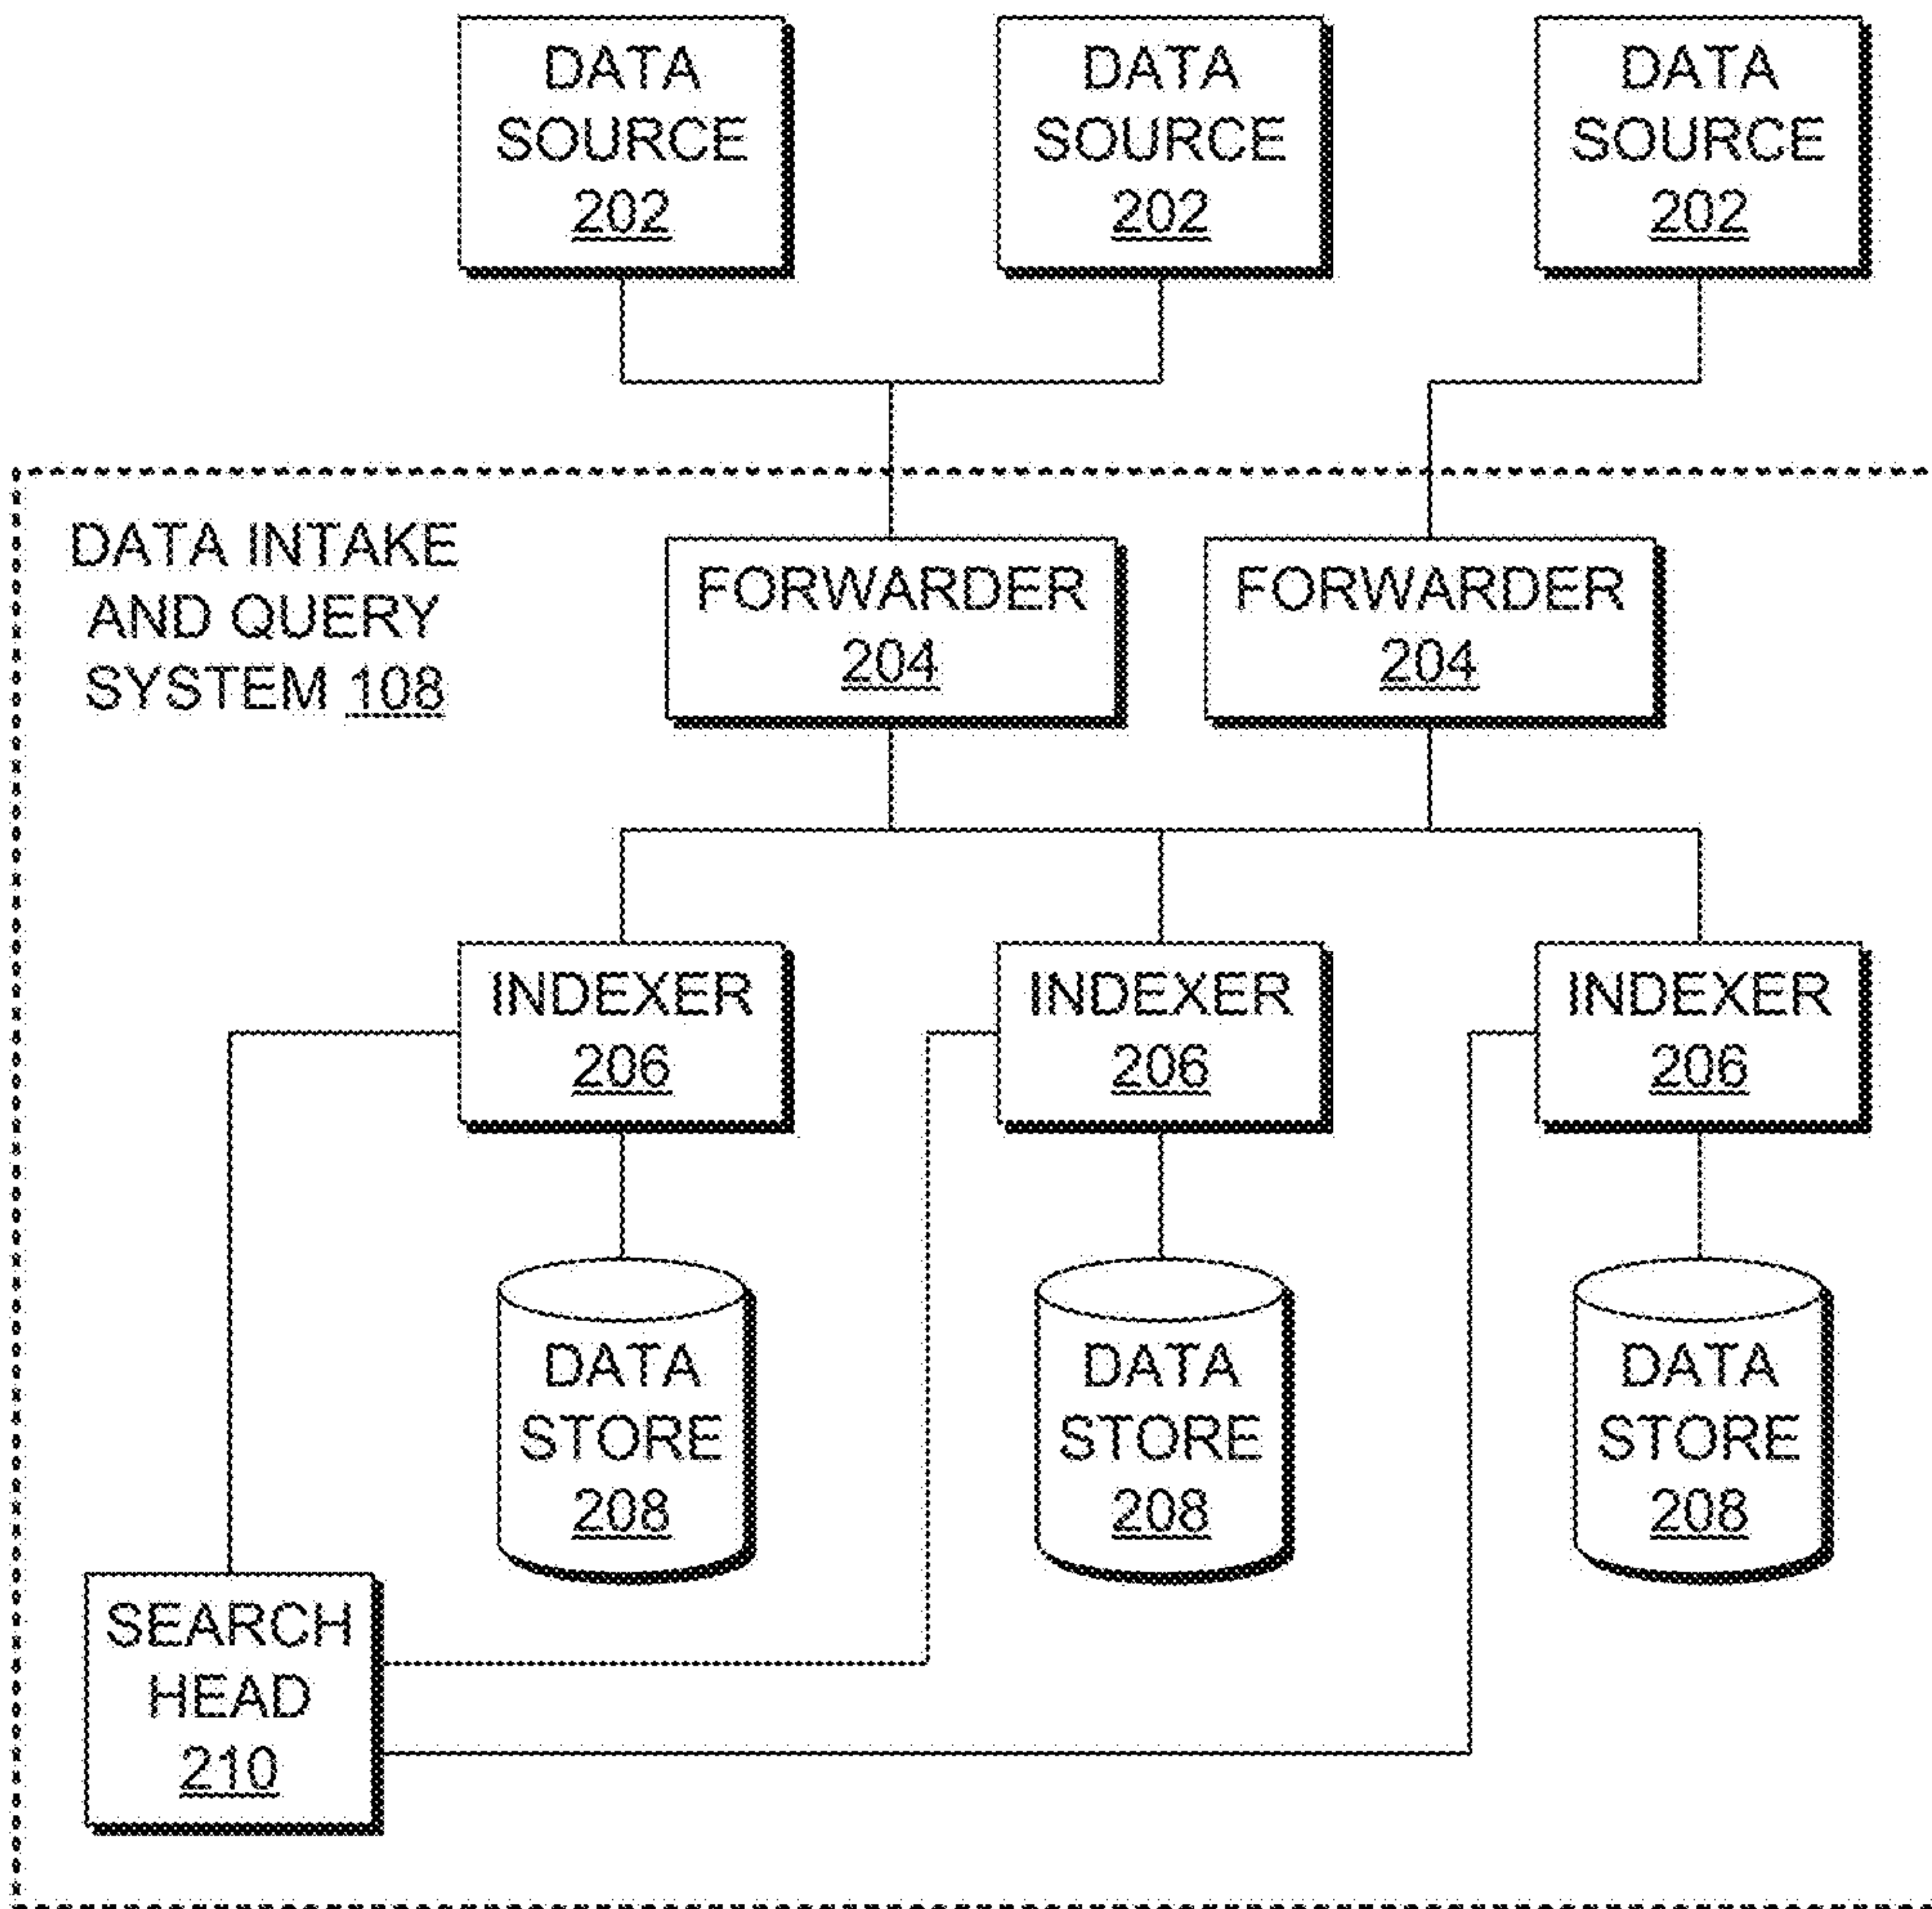 DATA
SOURCE
202
DATA
SOURCE
202
DATA
SOURCE
202
DATA INTAKE
AND QUERY
SYSTEM 108
FORWARDER
204
FORWARDER
204
INDEXER
206
INDEXER
206
INDEXER
206
DATA
STORE
208
DATA
STORE
208
DATA
STORE
208
SEARCH
HEAD
210